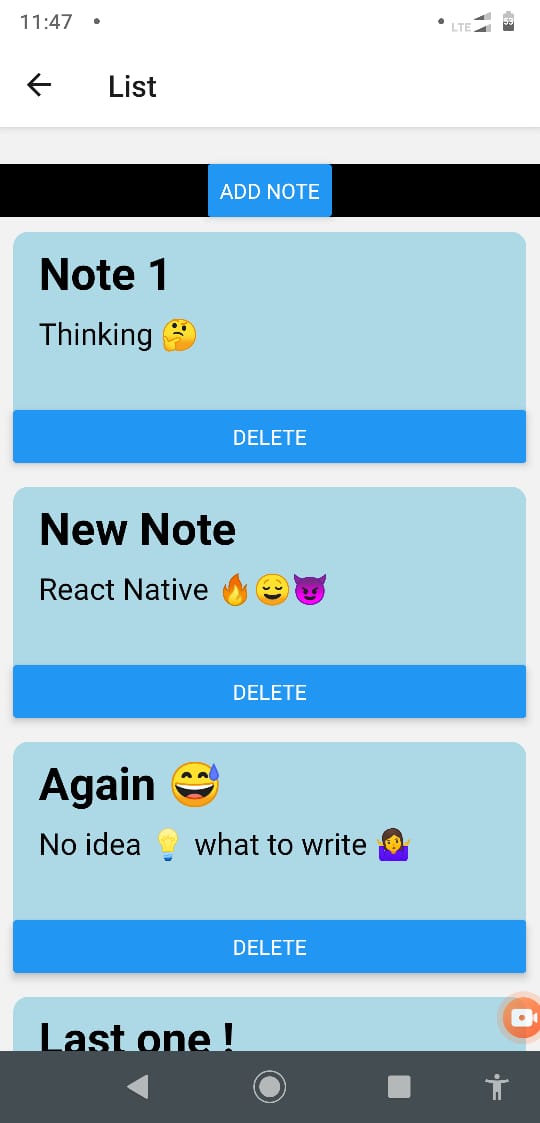 11:47
LTE
59
List
ADD NOTE
Note 1
Thinking 🤔
DELETE
New Note
React Native 🔥😌😈
DELETE
Again 😅
No idea 💡 what to write 🤷‍♀️
DELETE
Last one !